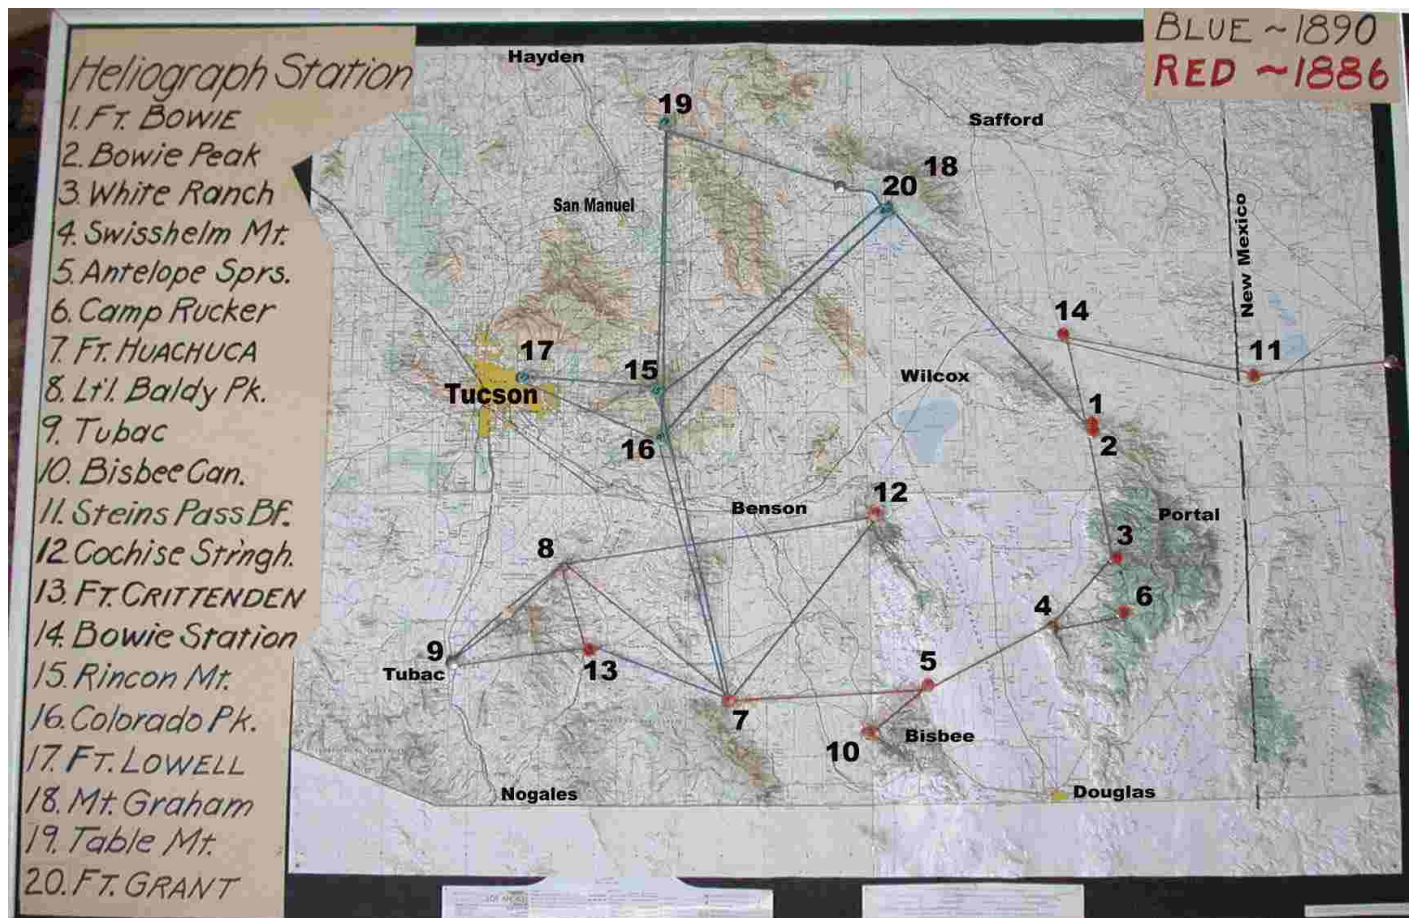 Heliograph Station
1. FT. BOWIE
2. Bowie Peak
3. White Ranch
4. Swisshelm Mt.
5. Antelope Sprs.
6. Camp Rucker
7. FT. HUACHUCA
8. Lt'l. Baldy Pk.
9. Tubac
10. Bisbee Can.
11. Steins Pass Bf.
12. Cochise Str'ngh.
13. FT. CRITTENDEN
14. Bowie Station
15. Rincon Mt.
16. Colorado Pk.
17. FT. LOWELL
18. Mt. Graham
19. Table Mt.
20. FT. GRANT
BLUE ~ 1890
RED ~ 1886
Hayden
19
Safford
18
20
San Manuel
New Mexico
14
17
15
11
Wilcox
Tucson
1
2
16
12
Benson
Portal
3
8
6
4
9
Tubac
13
5
7
10
Bisbee
Nogales
Douglas